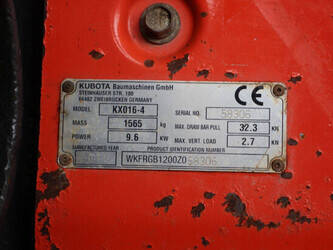 KUBOTA Baumaschinen GmbH
STEINHAUSER STR. 100
66482 ZWEIBRÜCKEN GERMANY
CE
MODEL KX016-4 SERIAL NO. 58306
MASS 1565 kg MAX. DRAW BAR PULL 32.3 KN
POWER 9.6 kW MAX. VERT LOAD 2.7 KN
MANUFACTURED YEAR PRODUCT IDENTIFICATION NUMBER
WKFRGB1200Z058306